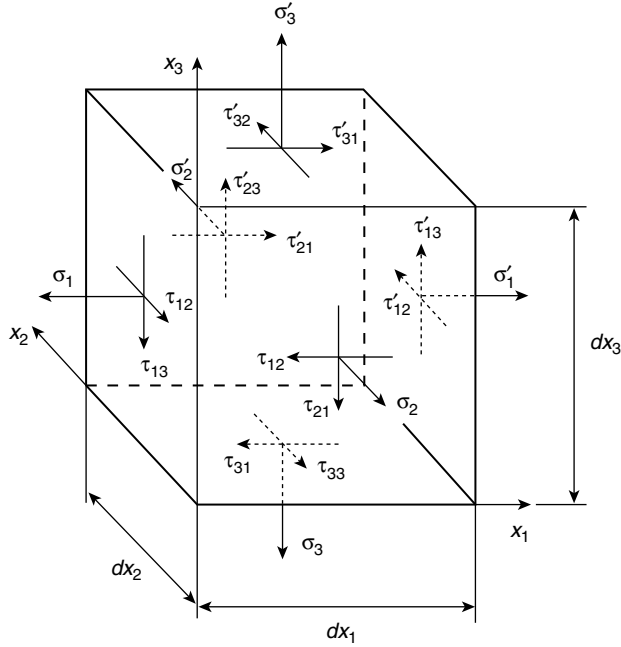 σ′3
x3
τ′32
τ′31
σ′2
τ′23
τ′13
τ′21
σ1
σ′1
τ12
τ′12
x2
τ13
τ12
dx3
τ21
σ2
τ31
τ33
x1
σ3
dx2
dx1